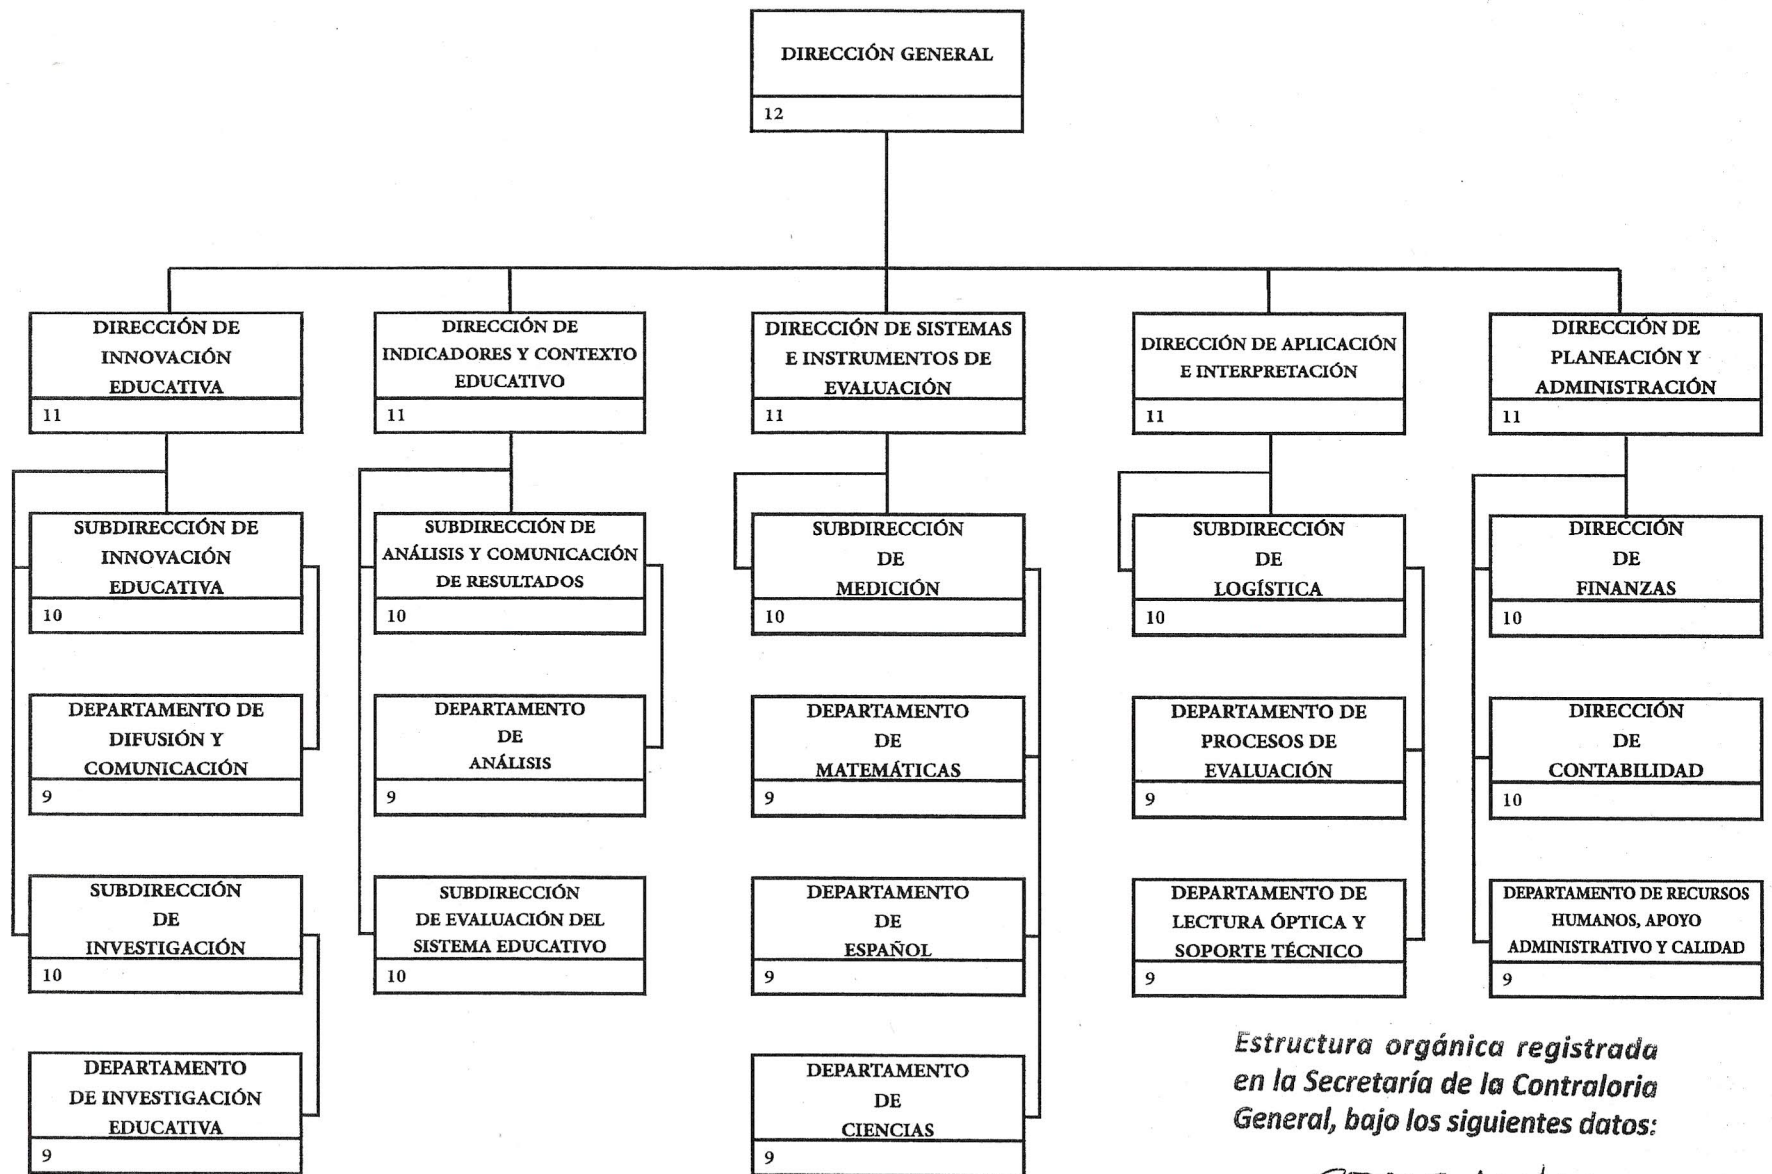 DIRECCIÓN GENERAL
12
DIRECCIÓN DE
INNOVACIÓN
EDUCATIVA
11
DIRECCIÓN DE
INDICADORES Y CONTEXTO
EDUCATIVO
11
DIRECCIÓN DE SISTEMAS
E INSTRUMENTOS DE
EVALUACIÓN
11
DIRECCIÓN DE APLICACIÓN
E INTERPRETACIÓN
11
DIRECCIÓN DE
PLANEACIÓN Y
ADMINISTRACIÓN
11
SUBDIRECCIÓN DE
INNOVACIÓN
EDUCATIVA
10
SUBDIRECCIÓN DE
ANÁLISIS Y COMUNICACIÓN
DE RESULTADOS
10
SUBDIRECCIÓN
DE
MEDICIÓN
10
SUBDIRECCIÓN
DE
LOGÍSTICA
10
DIRECCIÓN
DE
FINANZAS
10
DEPARTAMENTO DE
DIFUSIÓN Y
COMUNICACIÓN
9
DEPARTAMENTO
DE
ANÁLISIS
9
DEPARTAMENTO
DE
MATEMÁTICAS
9
DEPARTAMENTO DE
PROCESOS DE
EVALUACIÓN
9
DIRECCIÓN
DE
CONTABILIDAD
10
SUBDIRECCIÓN
DE
INVESTIGACIÓN
10
SUBDIRECCIÓN
DE EVALUACIÓN DEL
SISTEMA EDUCATIVO
10
DEPARTAMENTO
DE
ESPAÑOL
9
DEPARTAMENTO DE
LECTURA ÓPTICA Y
SOPORTE TÉCNICO
9
DEPARTAMENTO DE RECURSOS
HUMANOS, APOYO
ADMINISTRATIVO Y CALIDAD
9
DEPARTAMENTO
DE INVESTIGACIÓN
EDUCATIVA
9
DEPARTAMENTO
DE
CIENCIAS
9
Estructura orgánica registrada
en la Secretaría de la Contraloria
General, bajo los siguientes datos: